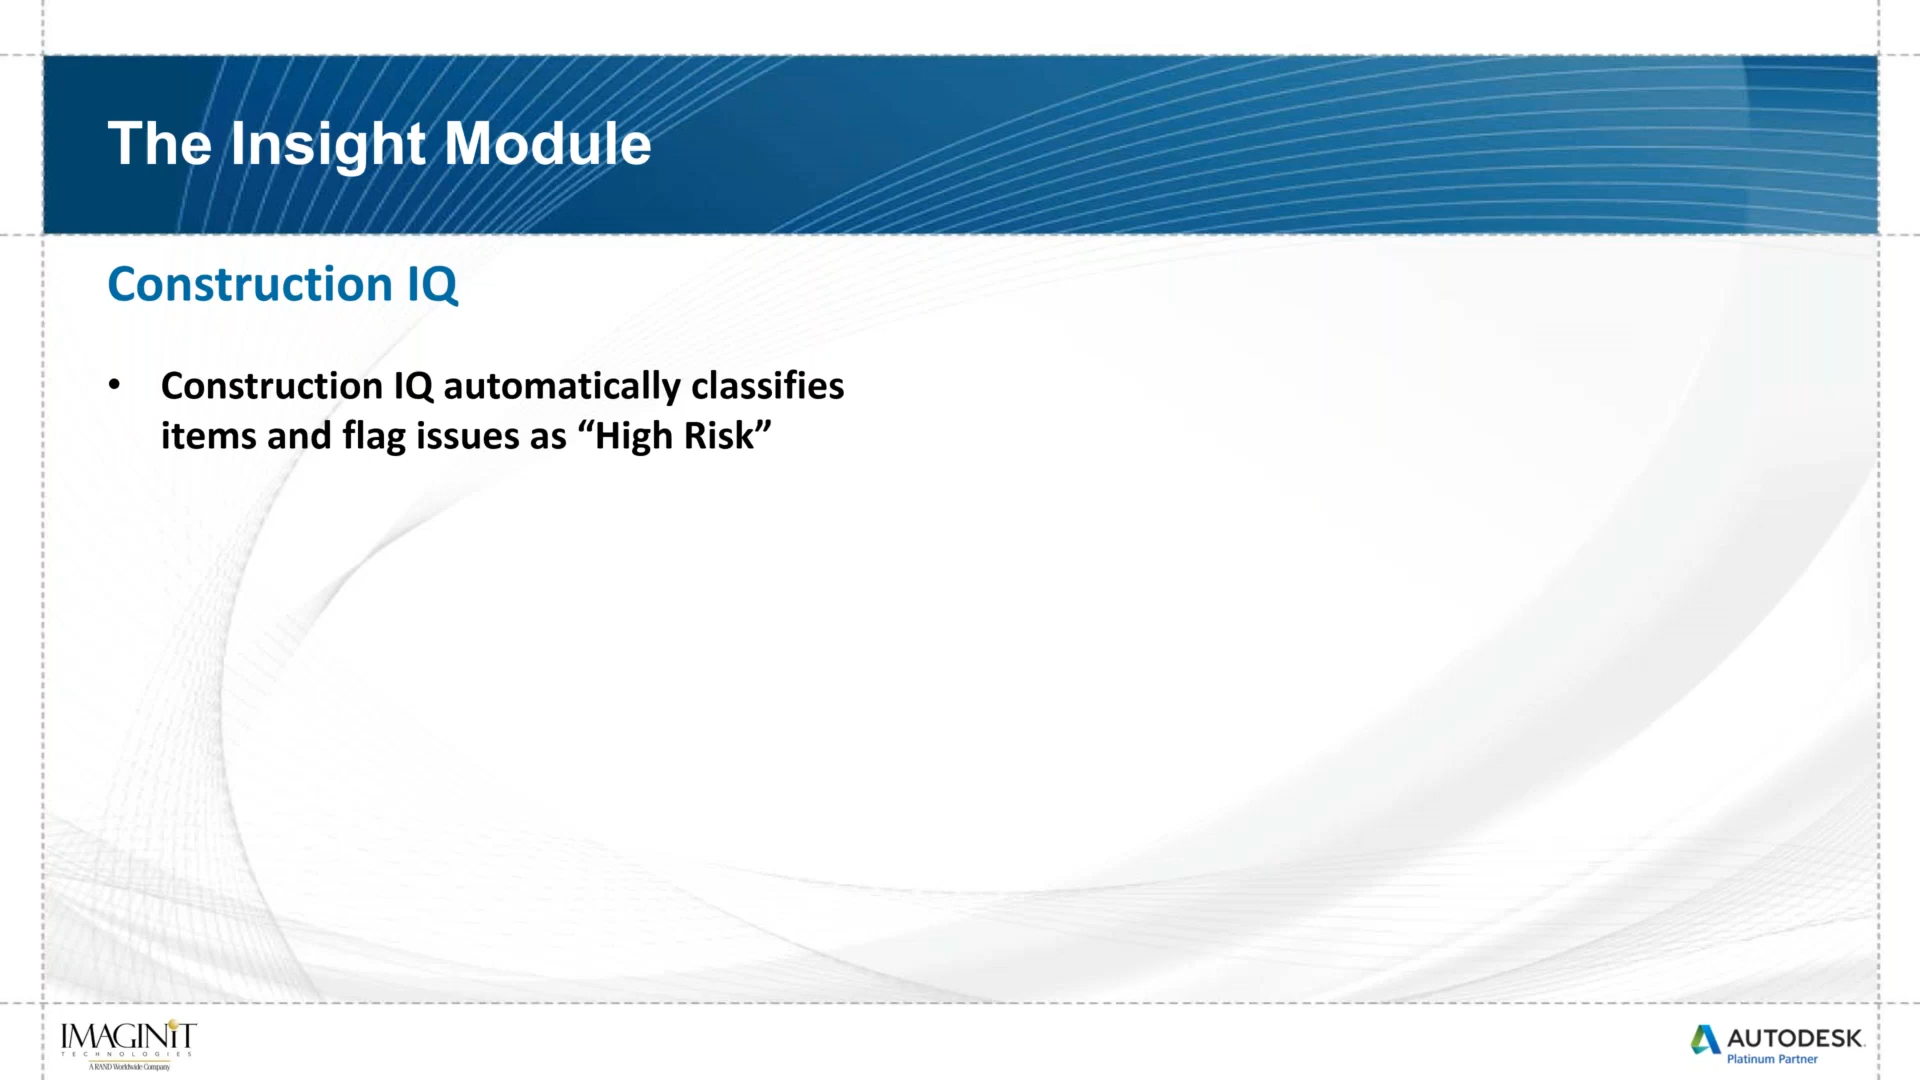 The Insight Module
Construction IQ
• Construction IQ automatically classifies
items and flag issues as “High Risk”
IMAGINiT
TECHNOLOGIES
A RAND Worldwide Company
AUTODESK.
Platinum Partner